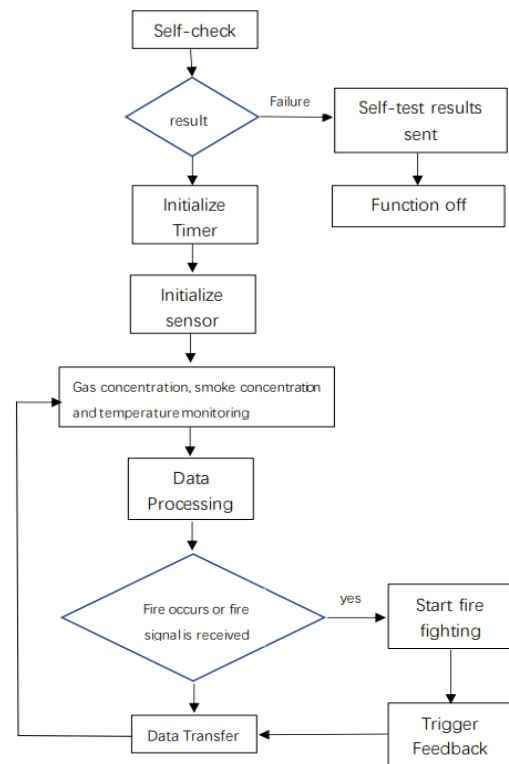 Self-check
result
Failure
Self-test results
sent
Function off
Initialize
Timer
Initialize
sensor
Gas concentration, smoke concentration
and temperature monitoring
Data
Processing
Fire occurs or fire
signal is received
yes
Start fire
fighting
Trigger
Feedback
Data Transfer